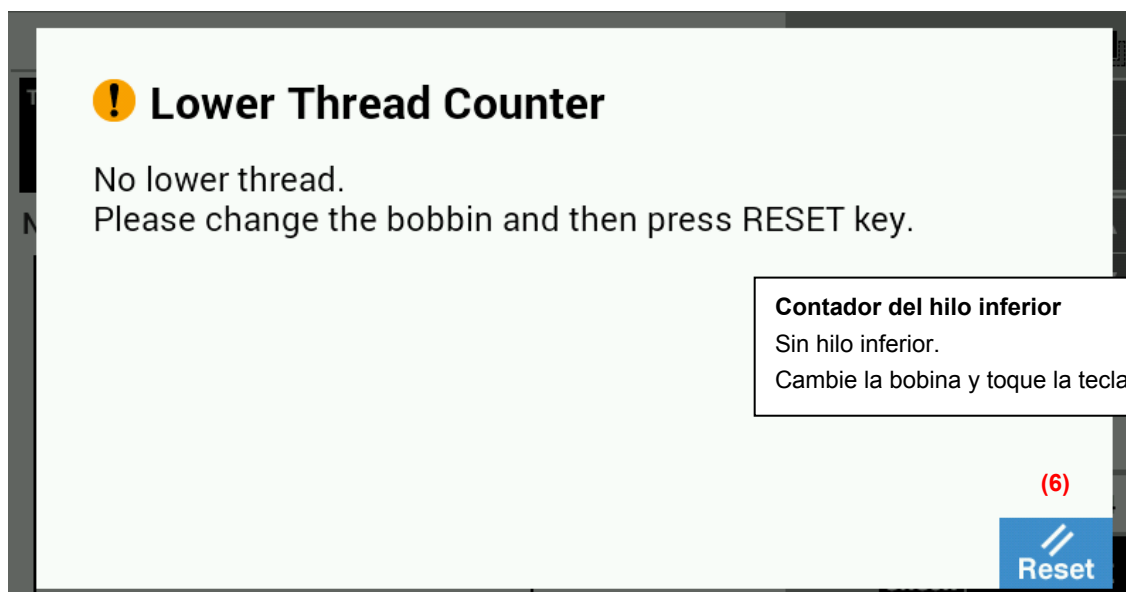 Lower Thread Counter
No lower thread.
Please change the bobbin and then press RESET key.
Contador del hilo inferior
Sin hilo inferior.
Cambie la bobina y toque la tecla
(6)
Reset